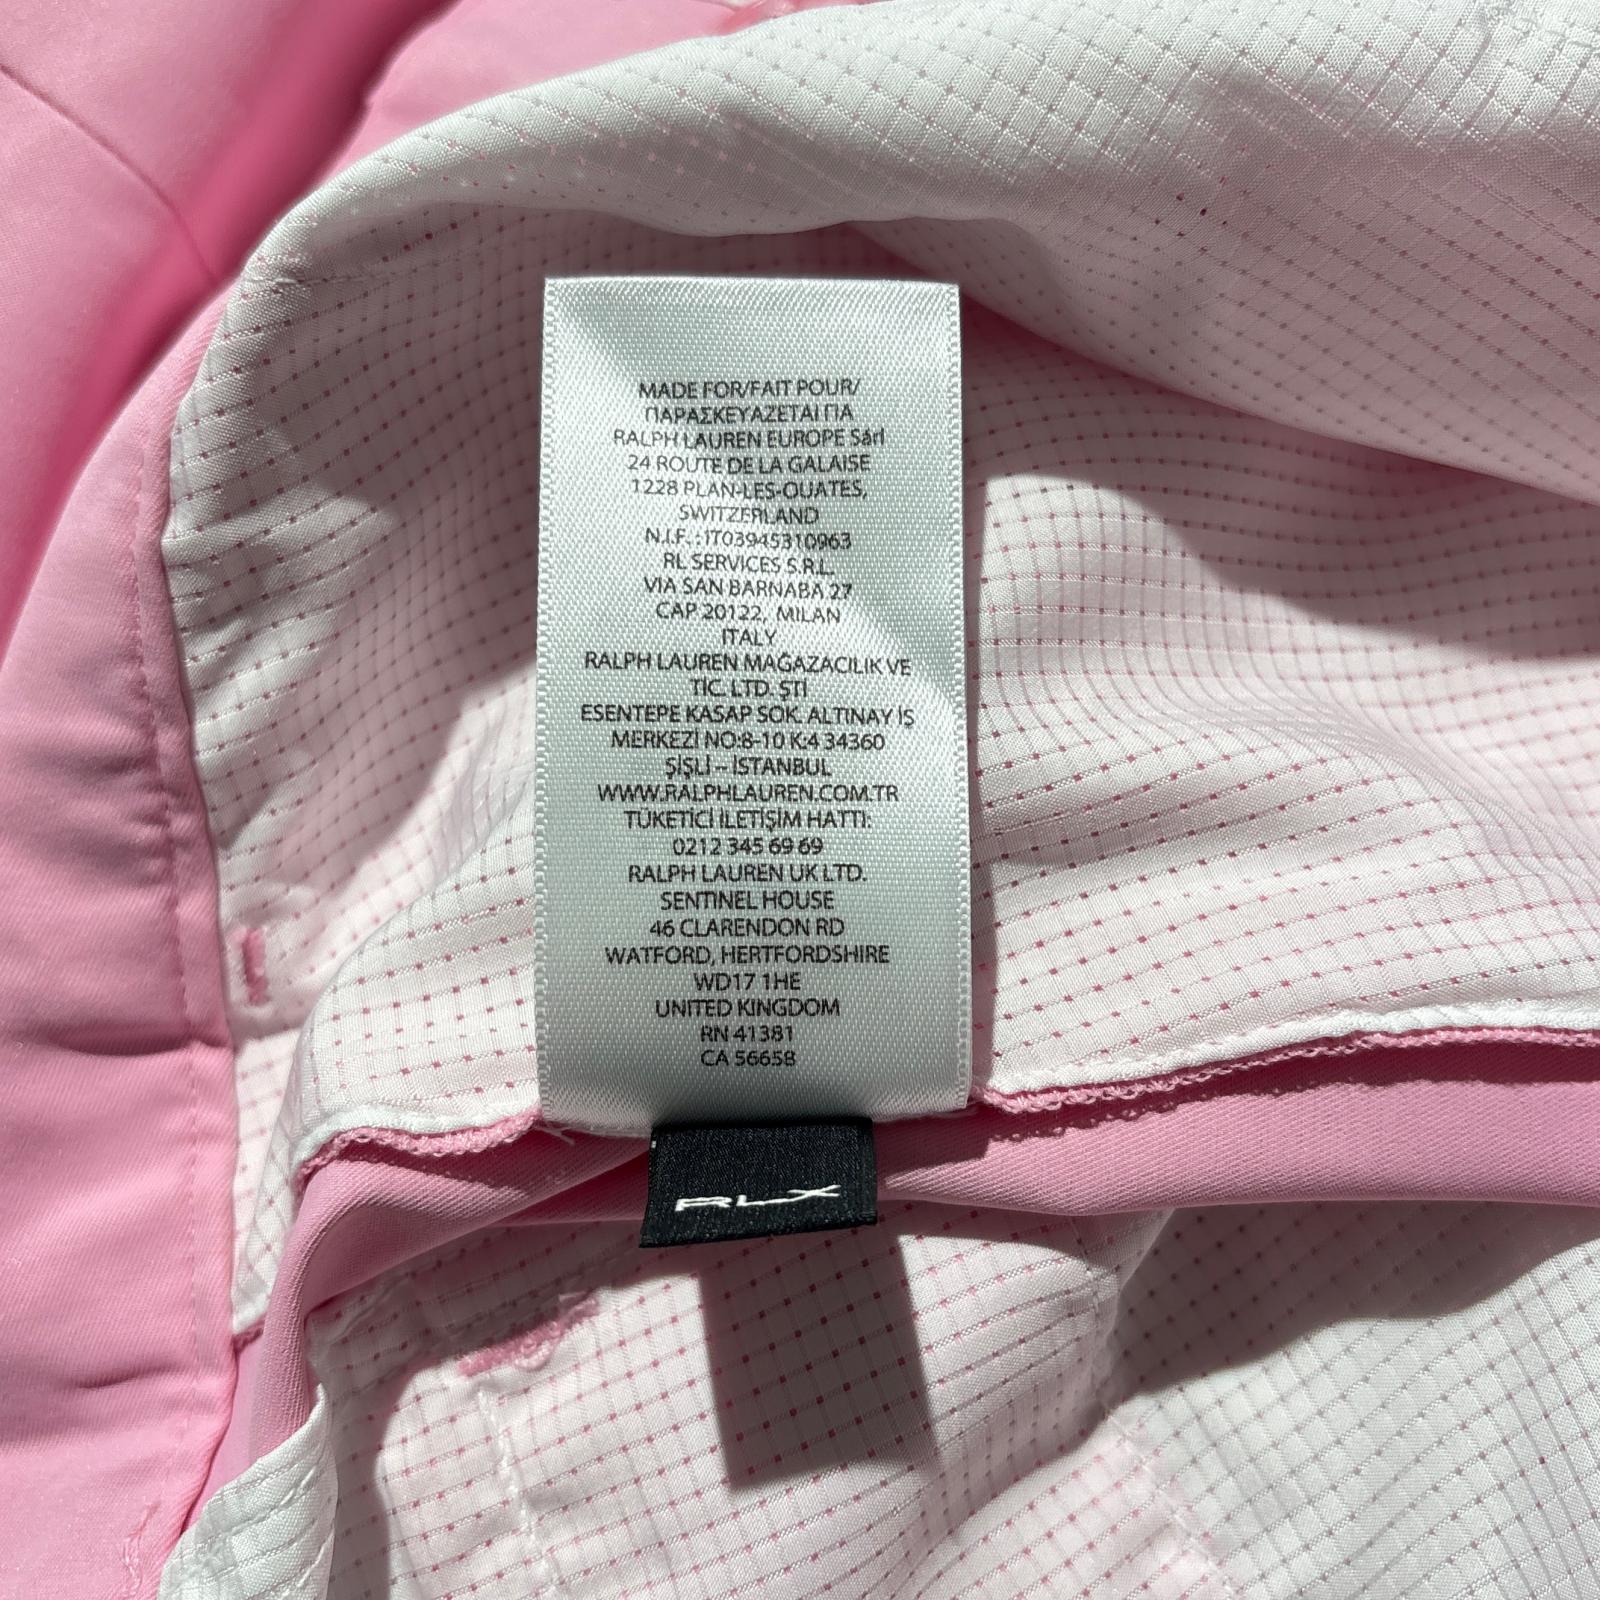 MADE FOR/FAIT POUR/
ΠΑΡΑΣΚΕΥΑΖΕΤΑΙ ΓΙΑ
RALPH LAUREN EUROPE Sárl
24 ROUTE DE LA GALAISE
1228 PLAN-LES-OUATES,
SWITZERLAND
N.I.F. :IT03945310963
RL SERVICES S.R.L.
VIA SAN BARNABA 27
CAP 20122, MILAN
ITALY
RALPH LAUREN MAĞAZACILIK VE
TIC. LTD. ŞTI
ESENTEPE KASAP SOK. ALTINAY İŞ
MERKEZİ NO:8-10 K:4 34360
ŞİŞLİ – İSTANBUL
WWW.RALPHLAUREN.COM.TR
TÜKETİCİ İLETİŞİM HATTI:
0212 345 69 69
RALPH LAUREN UK LTD.
SENTINEL HOUSE
46 CLARENDON RD
WATFORD, HERTFORDSHIRE
WD17 1HE
UNITED KINGDOM
RN 41381
CA 56658
RLX